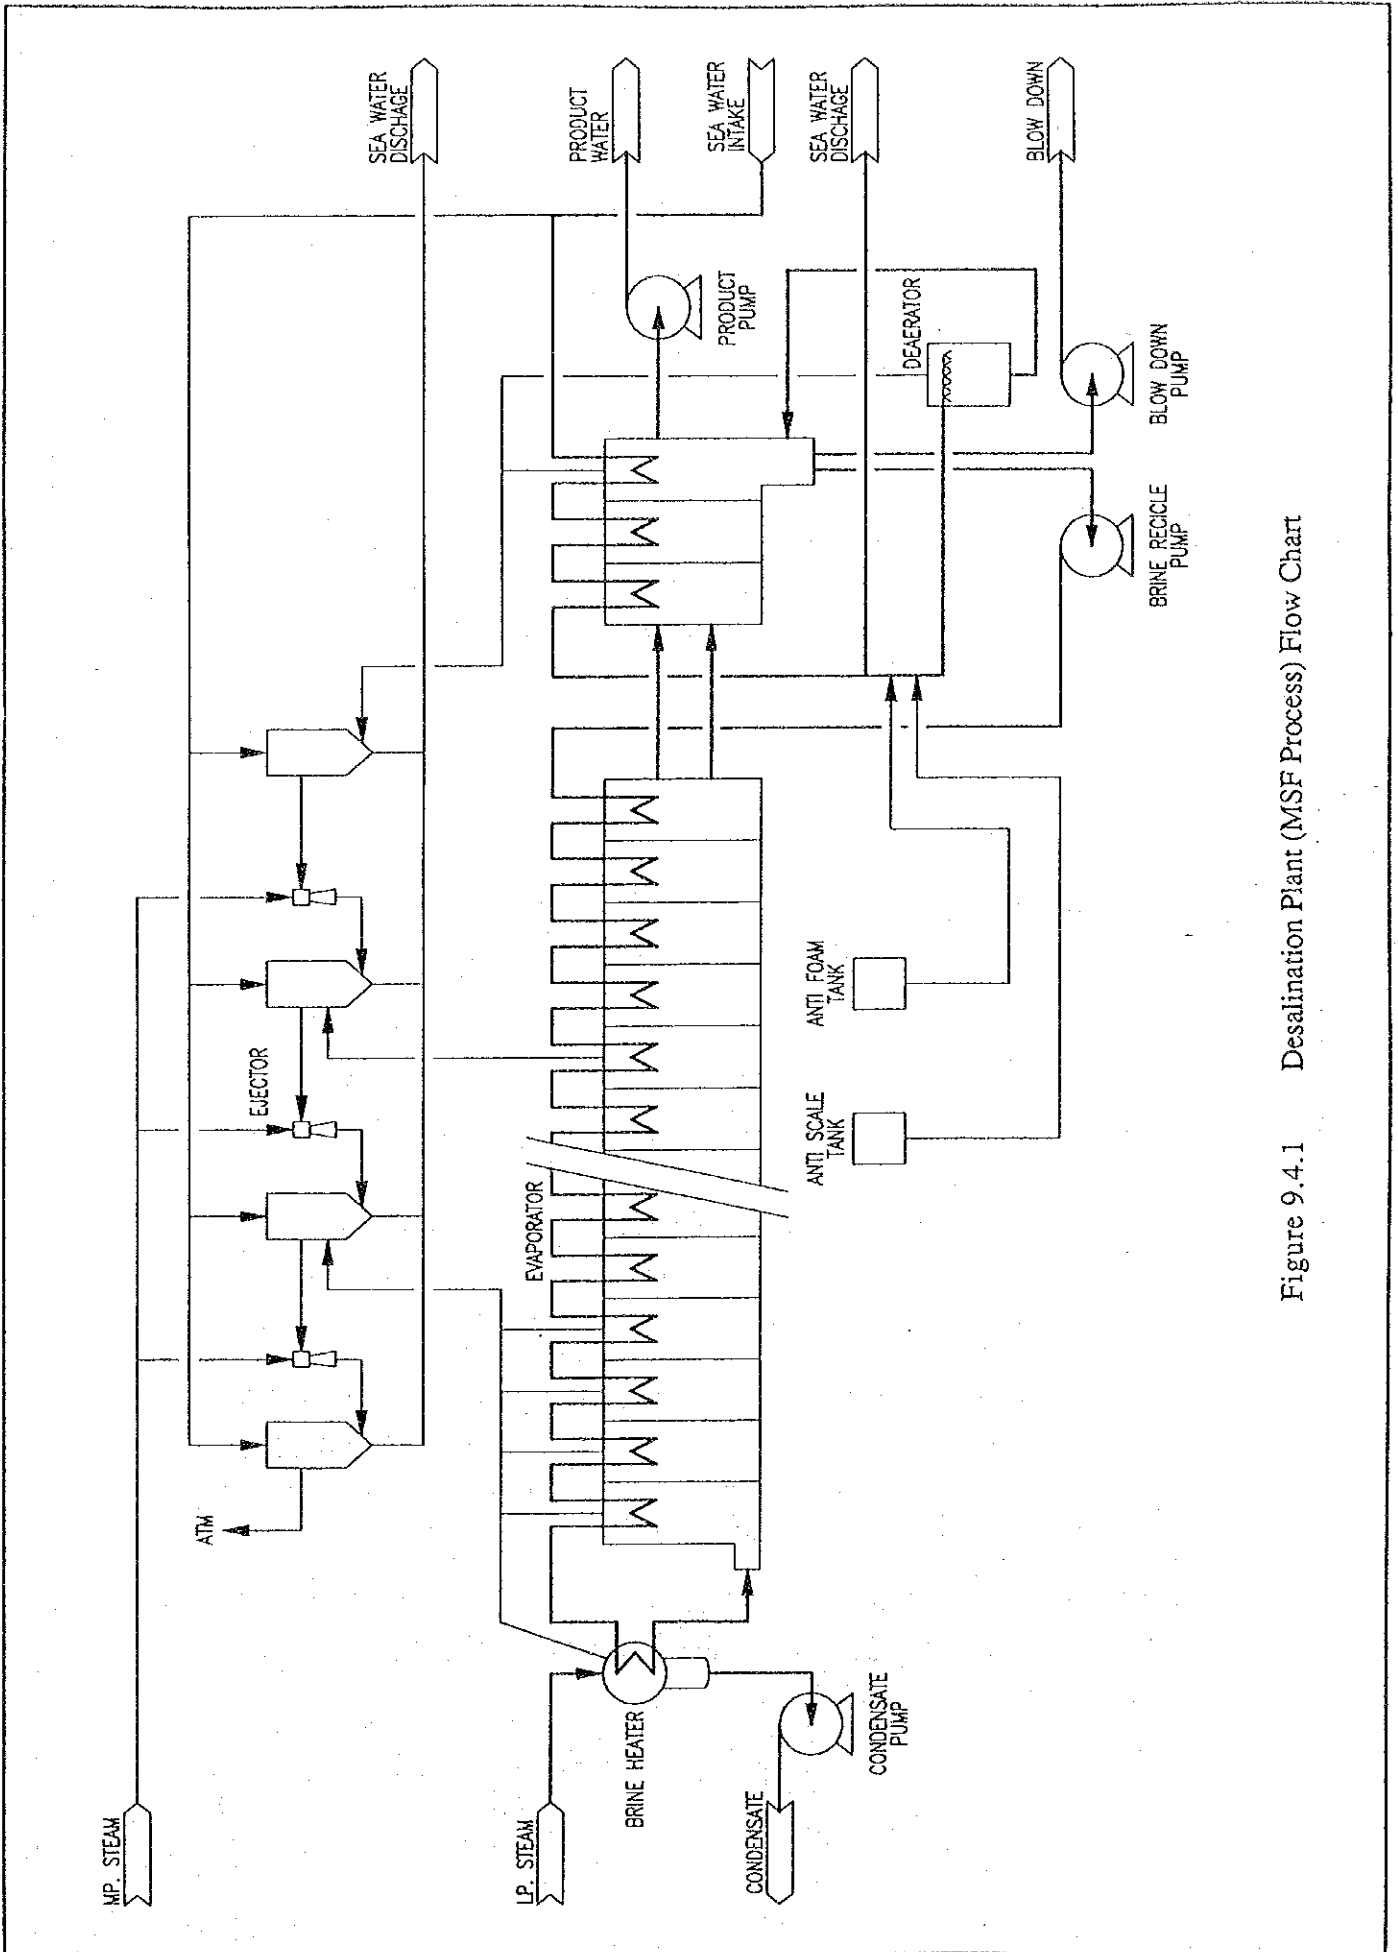 MP. STEAM
ATM
EJECTOR
SEA WATER
DISCHAGE
LP. STEAM
BRINE HEATER
EVAPORATOR
PRODUCT
WATER
PRODUCT
PUMP
SEA WATER
INTAKE
CONDENSATE
CONDENSATE
PUMP
ANTI SCALE
TANK
ANTI FOAM
TANK
SEA WATER
DISCHAGE
DEAERATOR
BRINE RECICLE
PUMP
BLOW DOWN
PUMP
BLOW DOWN
Figure 9.4.1 Desalination Plant (MSF Process) Flow Chart